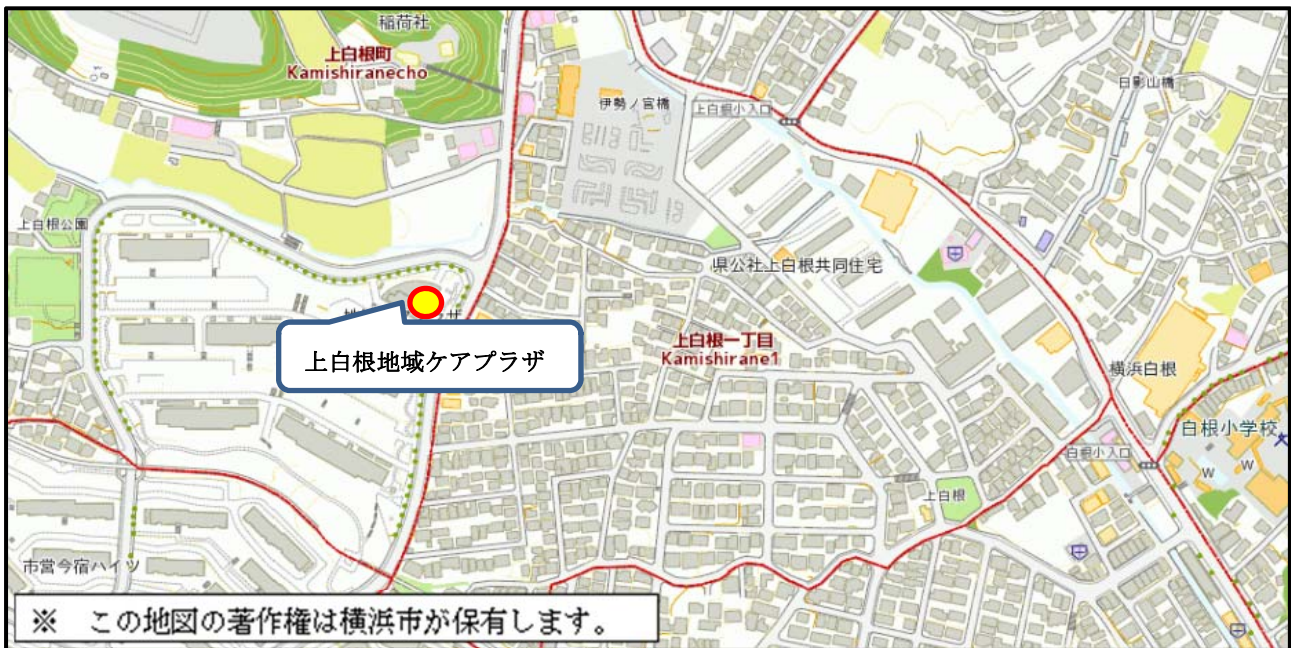 稲荷社
上白根町
Kamishiranecho
伊勢ノ宮橋
上白根小入口
日影山橋
上白根公園
県公社上白根共同住宅
ザ
上白根地域ケアプラザ
上白根一丁目
Kamishirane1
横浜白根
白根小学校
白根小入口
W
W
上白根
市営今宿ハイツ
※ この地図の著作権は横浜市が保有します。